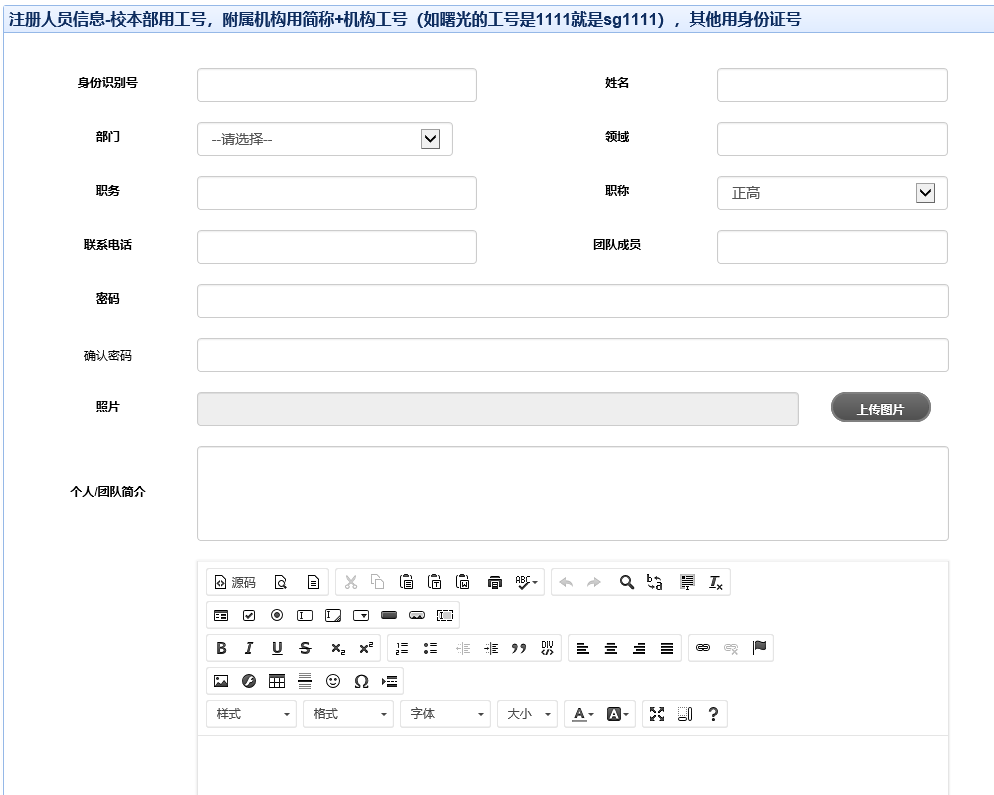 注册人员信息-校本部用工号，附属机构用简称+机构工号（如曙光的工号是1111就是sg1111），其他用身份证号
身份识别号
姓名
部门
--请选择--
领域
职务
职称
正高
联系电话
团队成员
密码
确认密码
照片
上传图片
个人/团队简介
源码
样式
格式
字体
大小